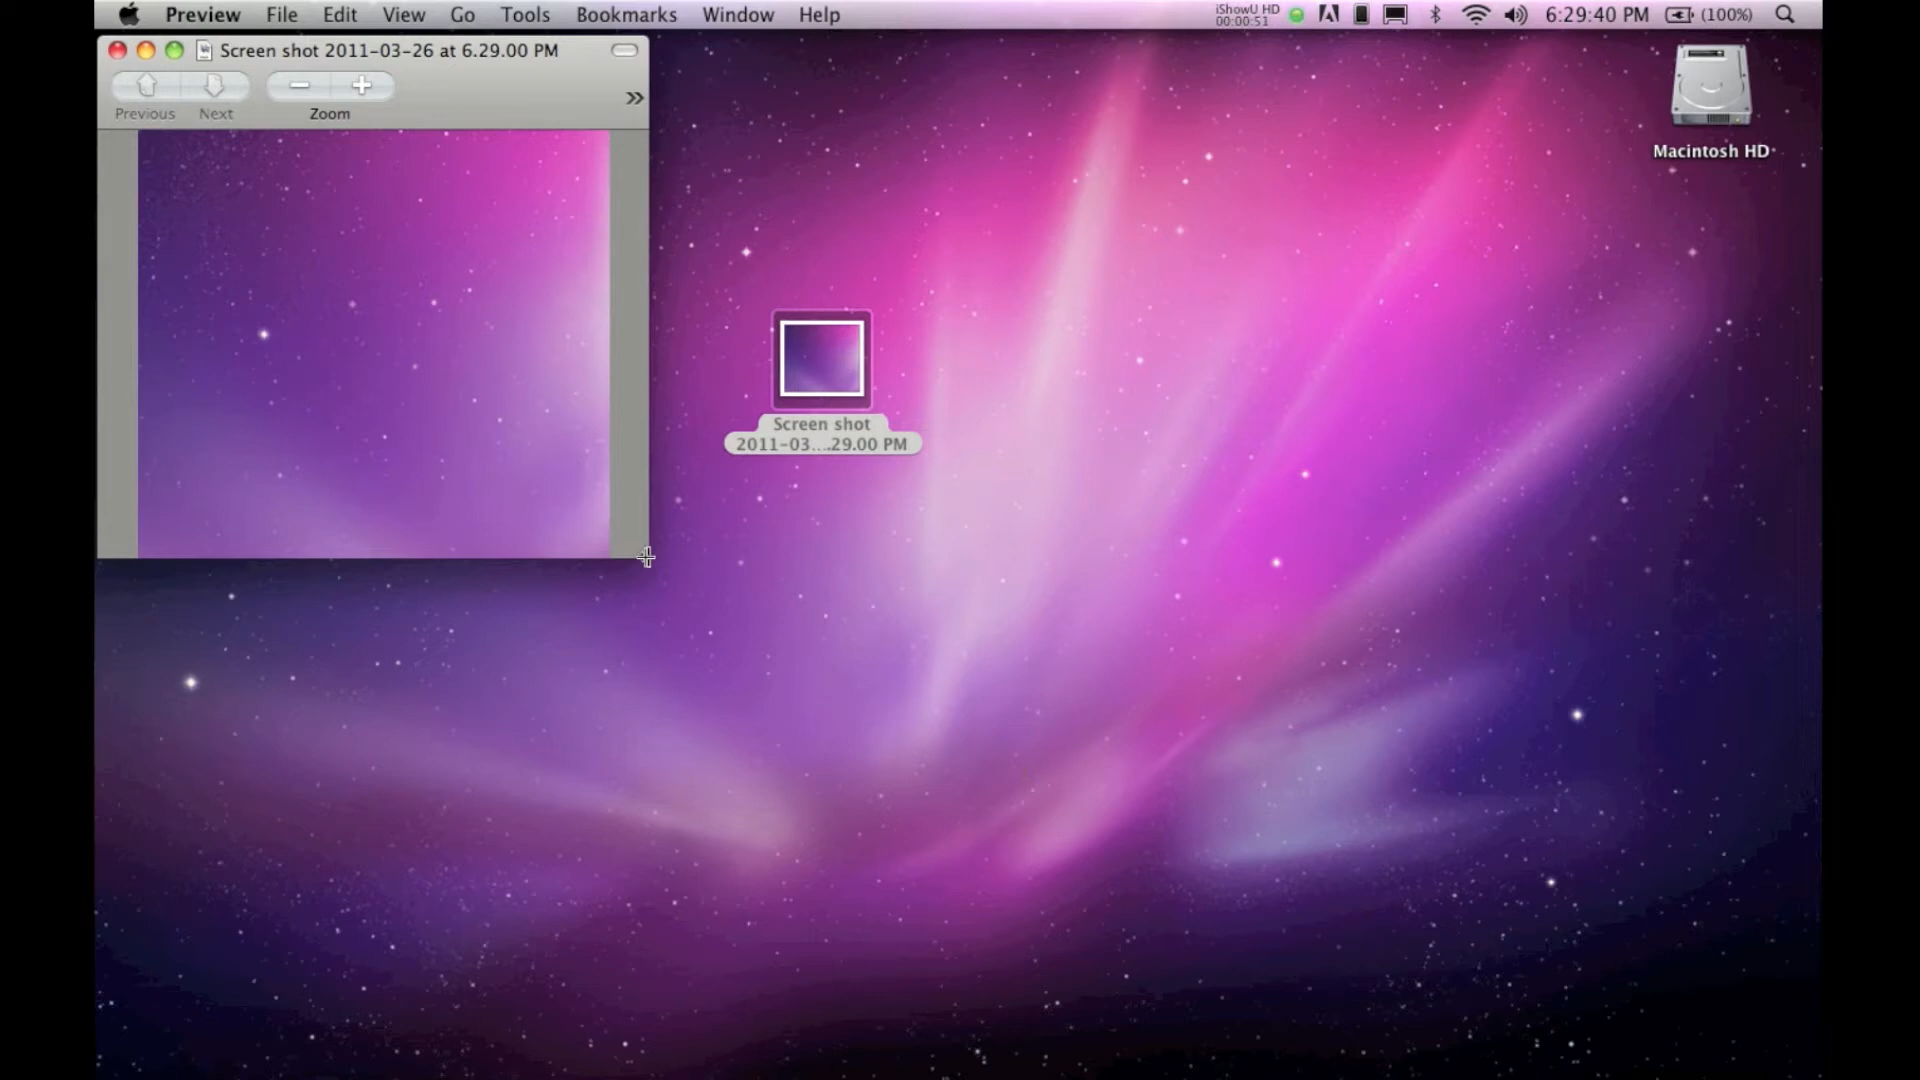 Preview File Edit View Go Tools Bookmarks Window Help
iShowU HD
00:00:51
6:29:40 PM (100%)
Screen shot 2011-03-26 at 6.29.00 PM
Previous Next Zoom
Macintosh HD
Screen shot
2011-03....29.00 PM